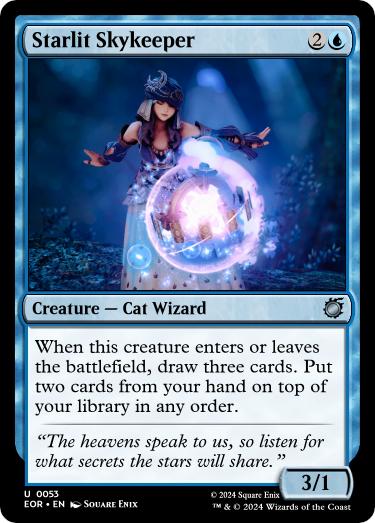 Starlit Skykeeper 2
Creature — Cat Wizard
When this creature enters or leaves
the battlefield, draw three cards. Put
two cards from your hand on top of
your library in any order.
“The heavens speak to us, so listen for
what secrets the stars will share.”
3/1
U 0053
EOR • EN Square Enix
© 2024 Square Enix
™ & © 2024 Wizards of the Coast